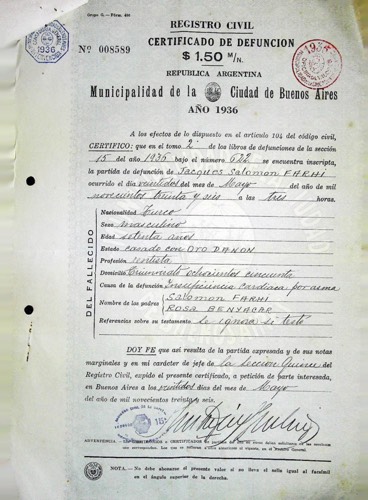 Grupo G. - Fórm. 436
REGISTRO CIVIL
Nº 008589
CERTIFICADO DE DEFUNCION
$ 1.50 M/N.
REPUBLICA ARGENTINA
Municipalidad de la Ciudad de Buenos Aires
AÑO 1936
1936
A los efectos de lo dispuesto en el artículo 104 del código civil,
CERTIFICO: que en el tomo 2º de los libros de defunciones de la sección
15 del año 1936 bajo el número 622 se encuentra inscripta,
la partida de defunción de Jacques Salomon FARHI
ocurrido el día veintidos del mes de Mayo del año de mil
novecientos treinta y seis a las tres horas.
DEL FALLECIDO
Nacionalidad Turco
Sexo masculino
Edad setenta años
Estado casado con ORO DANON
Profesión rentista
Domicilio Triunvirato ochocientos cincuenta
Causa de la defunción Insuficiencia cardiaca por asma
Nombre de los padres SALOMON FARHI
ROSA BENYACAR
Referencias sobre su testamento Se ignora si testó
DOY FE que así resulta de la partida expresada y de sus notas
marginales y en mi carácter de jefe de la Sección Quince del
Registro Civil, expido el presente certificado, a petición de parte interesada,
en Buenos Aires a los veintidos días del mes de Mayo
del año de mil novecientos treinta y seis.
NOTA. - No debe abonarse el presente valor si no lleva el sello igual al facsímil
en el ángulo superior de la derecha.